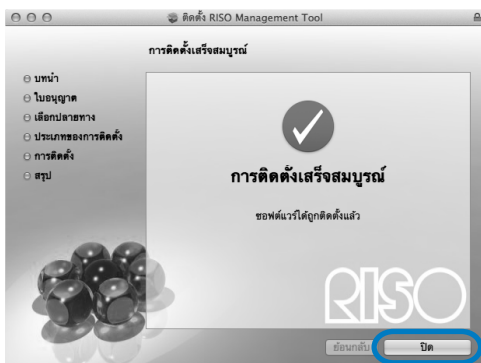 ติดตั้ง RISO Management Tool
การติดตั้งเสร็จสมบูรณ์
บทนำ
ใบอนุญาต
เลือกปลายทาง
ประเภทของการติดตั้ง
การติดตั้ง
สรุป
การติดตั้งเสร็จสมบูรณ์
ซอฟต์แวร์ได้ถูกติดตั้งแล้ว
RISO
ย้อนกลับ
ปิด